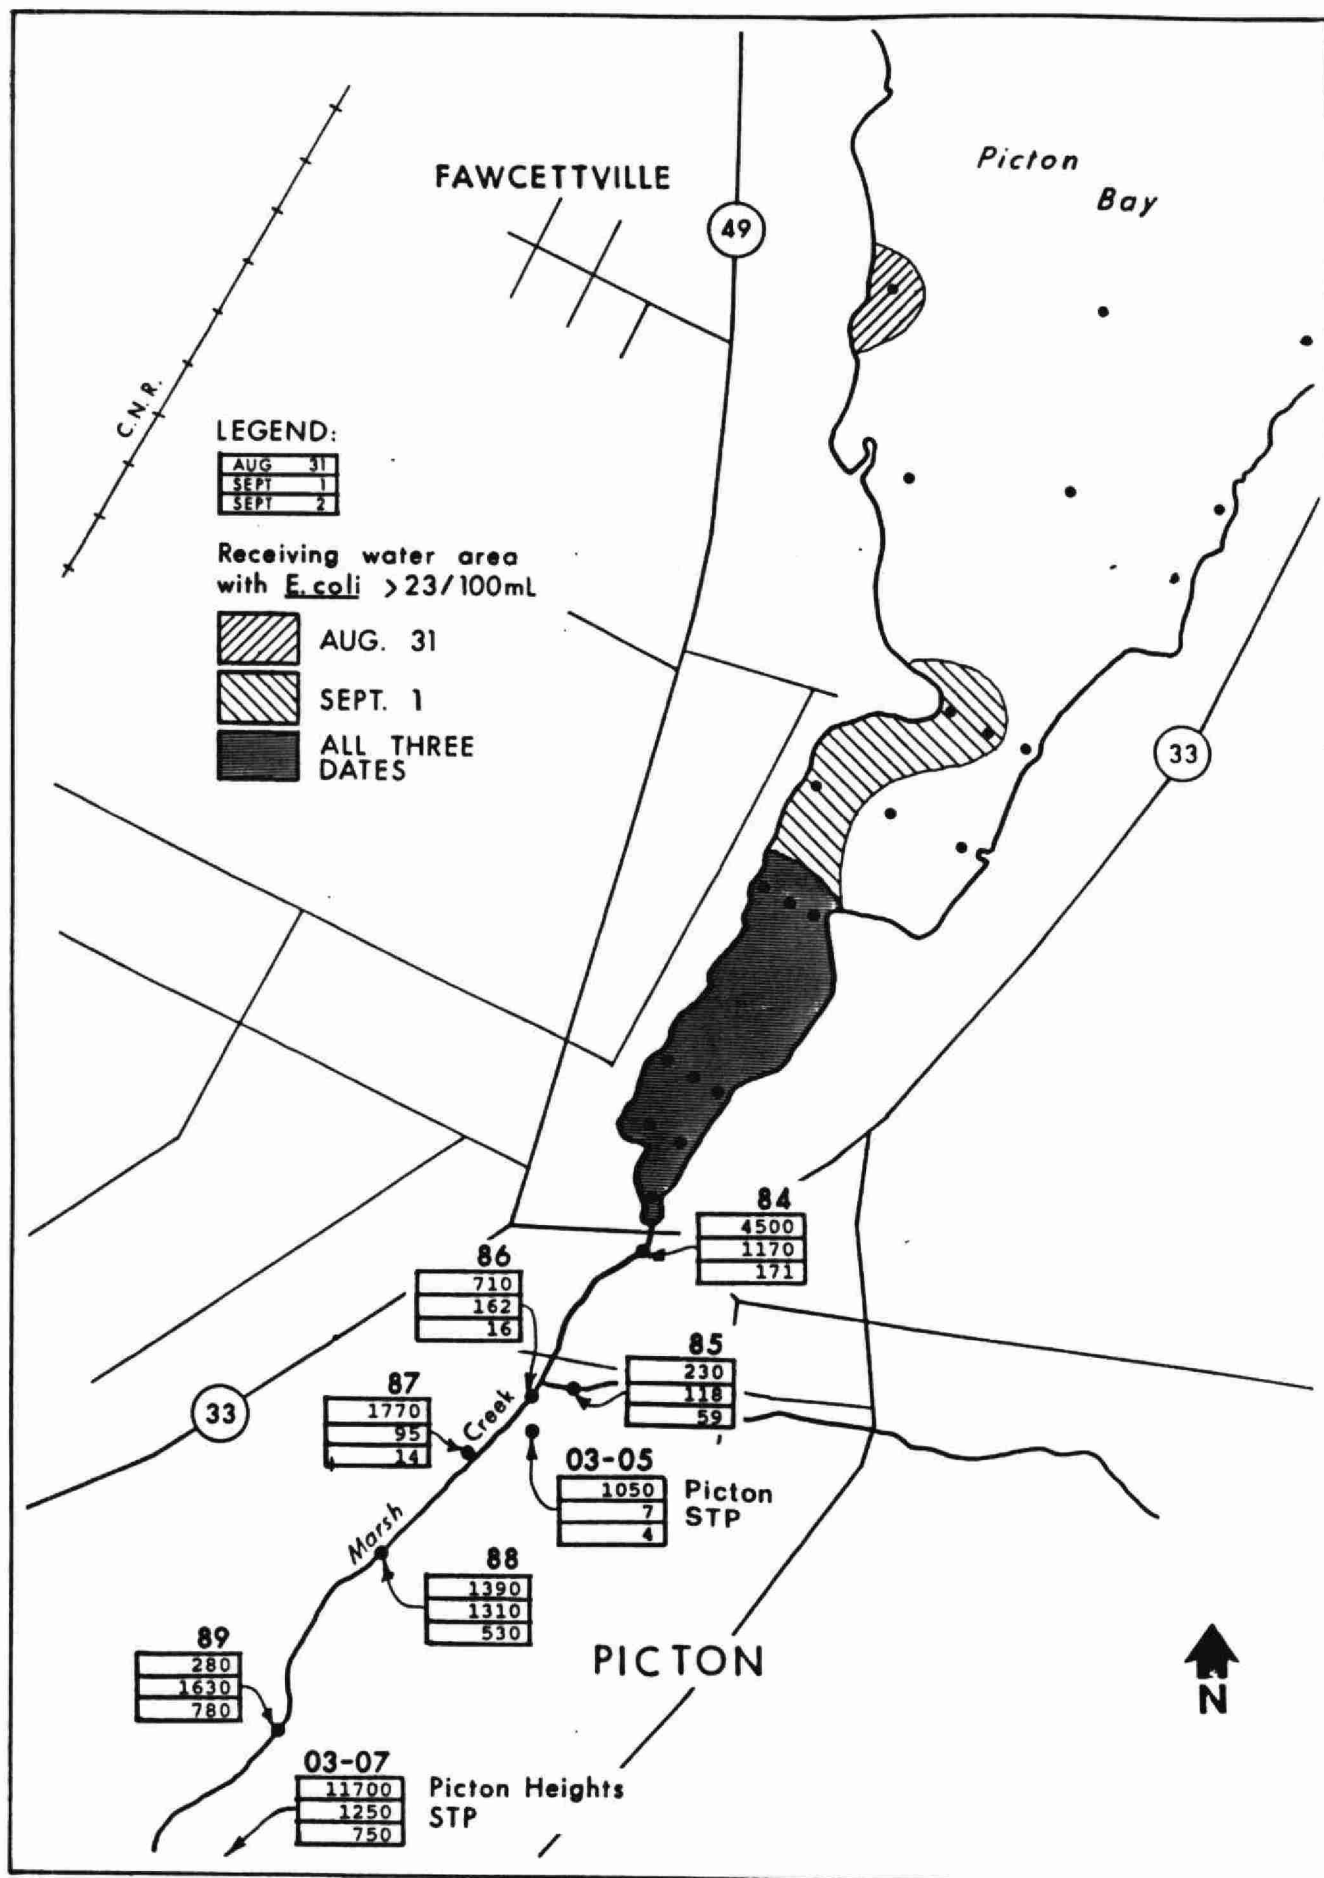 Picton
Bay
FAWCETTVILLE
49
C.N.R.
LEGEND:
AUG 31
SEPT 1
SEPT 2
Receiving water area
with E. coli >23/100mL
AUG. 31
SEPT. 1
ALL THREE
DATES
33
84
4500
1170
171
86
710
162
16
85
230
118
59
87
1770
95
14
33
Creek
03-05
1050
7
4
Picton
STP
Marsh
88
1390
1310
530
89
280
1630
780
PICTON
N
03-07
11700
1250
750
Picton Heights
STP